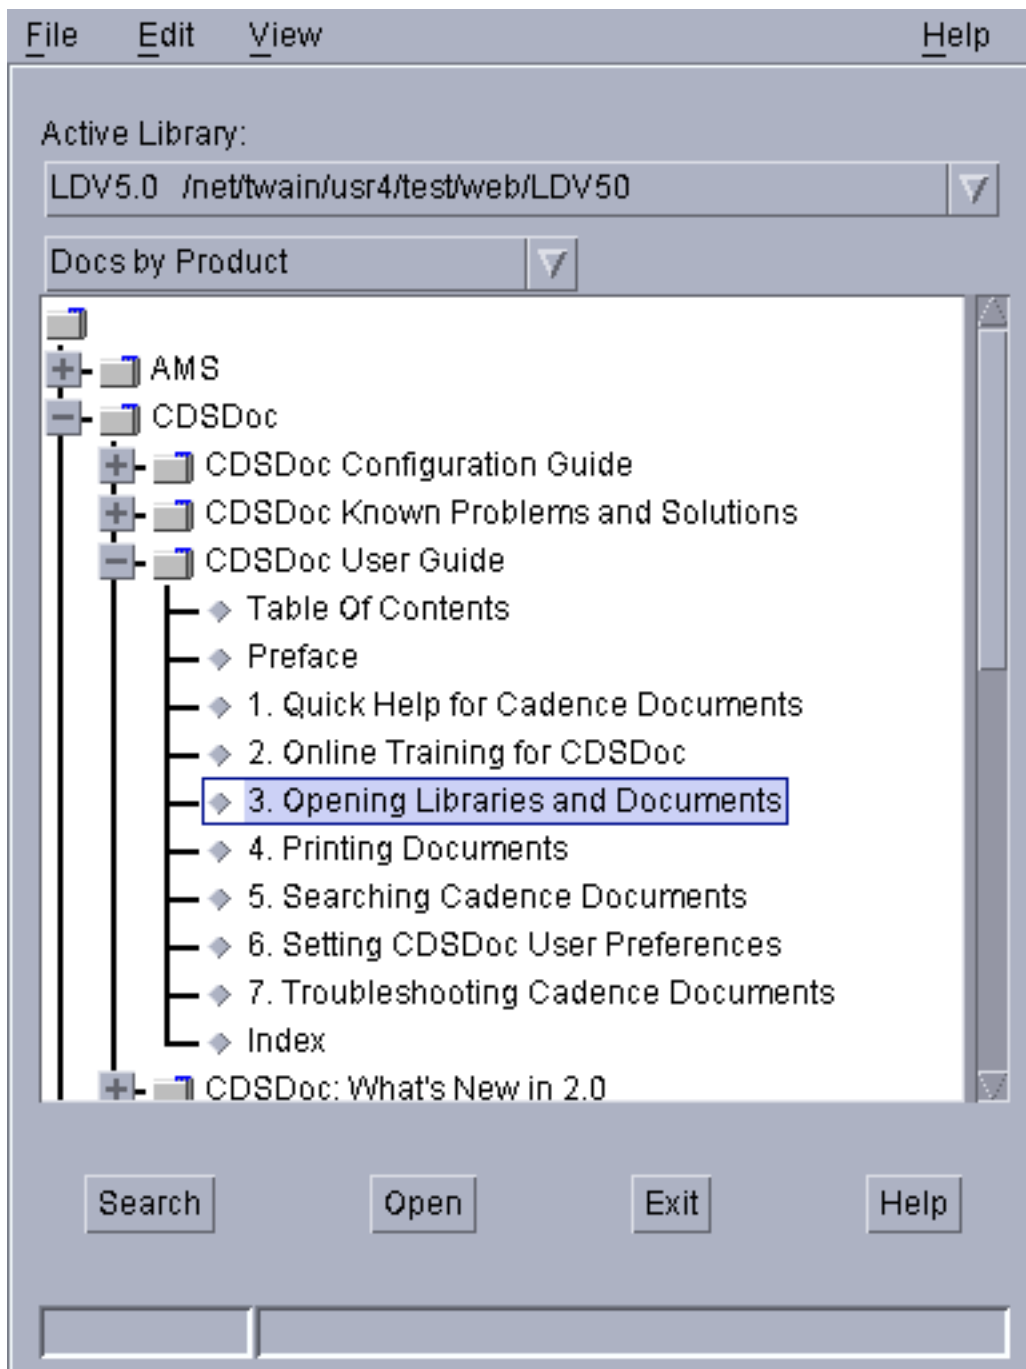 File Edit View Help
Active Library:
LDV5.0 /net/twain/usr4/test/web/LDV50
Docs by Product
AMS
CDSDoc
CDSDoc Configuration Guide
CDSDoc Known Problems and Solutions
CDSDoc User Guide
Table Of Contents
Preface
1. Quick Help for Cadence Documents
2. Online Training for CDSDoc
3. Opening Libraries and Documents
4. Printing Documents
5. Searching Cadence Documents
6. Setting CDSDoc User Preferences
7. Troubleshooting Cadence Documents
Index
CDSDoc: What's New in 2.0
Search Open Exit Help